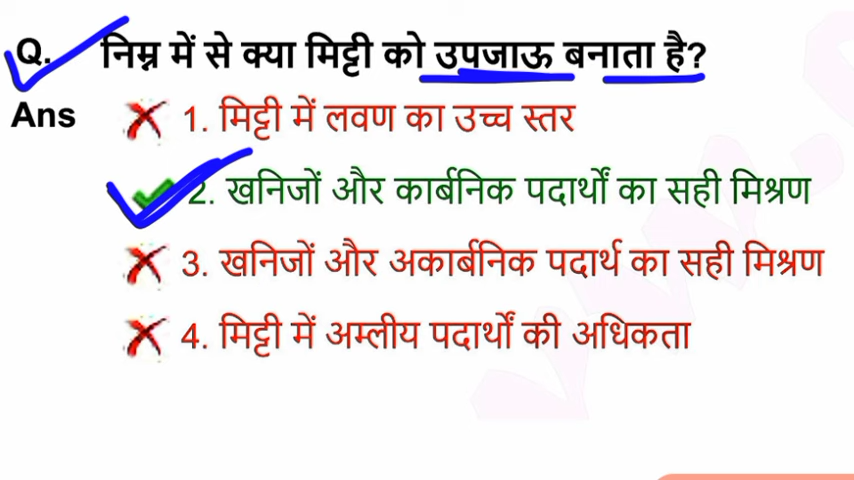 Q. निम्न में से क्या मिट्टी को उपजाऊ बनाता है?
Ans 1. मिट्टी में लवण का उच्च स्तर
2. खनिजों और कार्बनिक पदार्थों का सही मिश्रण
3. खनिजों और अकार्बनिक पदार्थ का सही मिश्रण
4. मिट्टी में अम्लीय पदार्थों की अधिकता